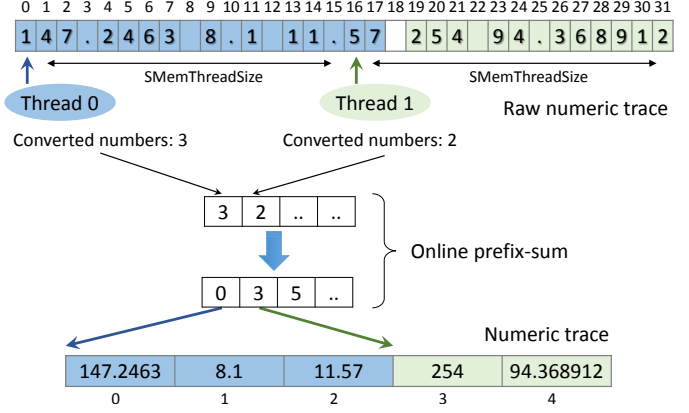 0 1 2 3 4 5 6 7 8 9 10 11 12 13 14 15 16 17 18 19 20 21 22 23 24 25 26 27 28 29 30 31
1 4 7 . 2 4 6 3 8 . 1 1 1 . 5 7 2 5 4 9 4 . 3 6 8 9 1 2
SMemThreadSize SMemThreadSize
Thread 0 Thread 1 Raw numeric trace
Converted numbers: 3 Converted numbers: 2
3 2 .. ..
Online prefix-sum
0 3 5 ..
Numeric trace
147.2463 8.1 11.57 254 94.368912
0 1 2 3 4